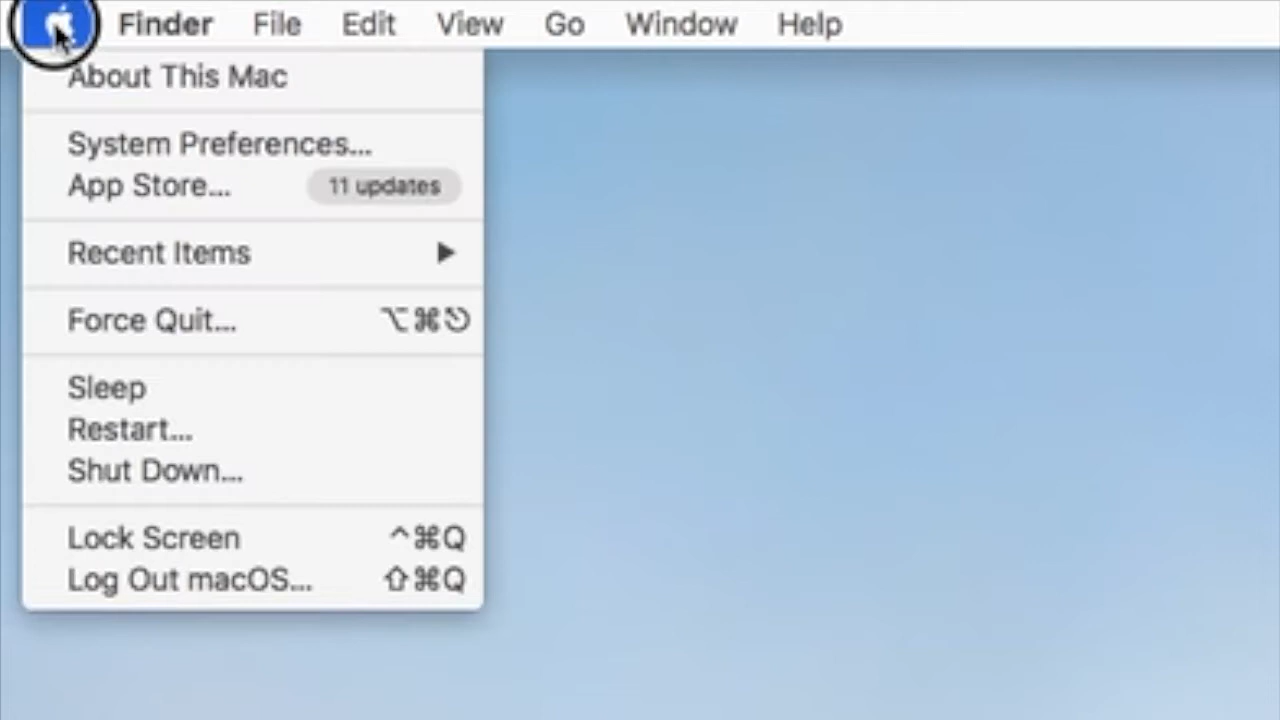 Finder File Edit View Go Window Help
About This Mac
System Preferences...
App Store... 11 updates
Recent Items ▶
Force Quit... ⌥⌘⎋
Sleep
Restart...
Shut Down...
Lock Screen ^⌘Q
Log Out macOS... ⇧⌘Q